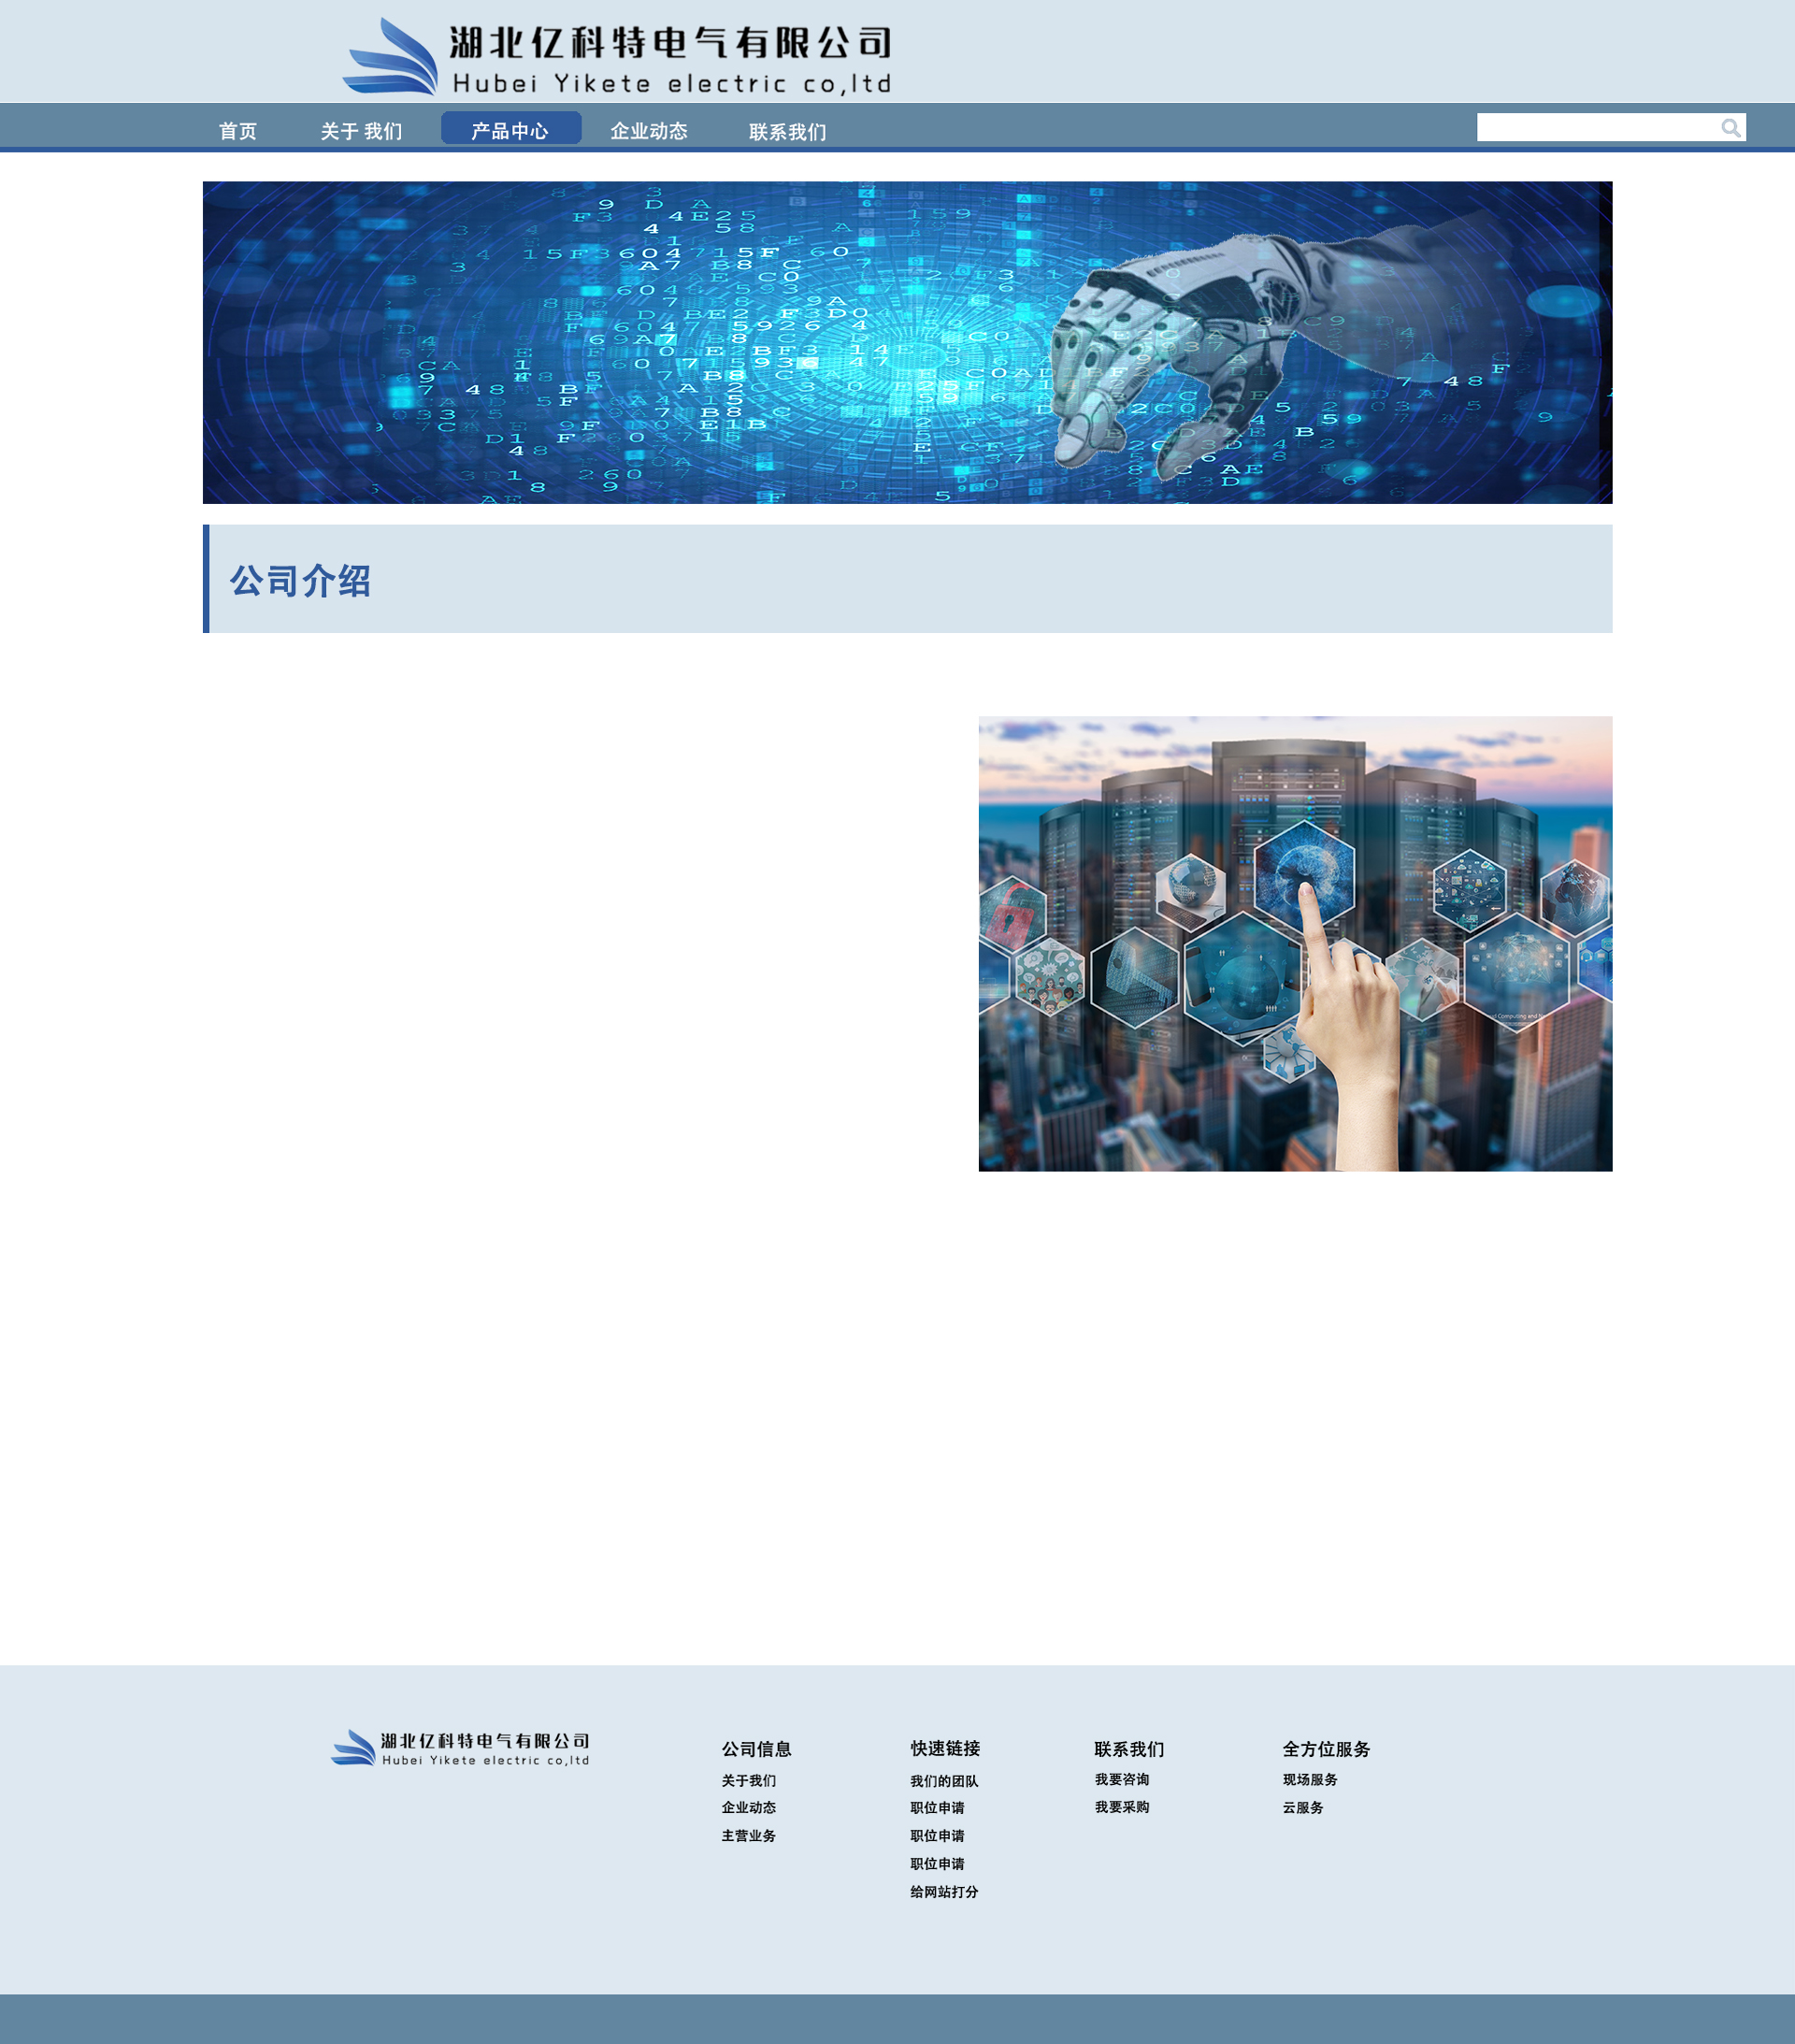 湖北亿科特电气有限公司
Hubei Yikete electric co,ltd
首页
关于 我们
产品中心
企业动态
联系我们
公司介绍
湖北亿科特电气有限公司
Hubei Yikete electric co,ltd
公司信息
关于我们
企业动态
主营业务
快速链接
我们的团队
职位申请
职位申请
职位申请
给网站打分
联系我们
我要咨询
我要采购
全方位服务
现场服务
云服务